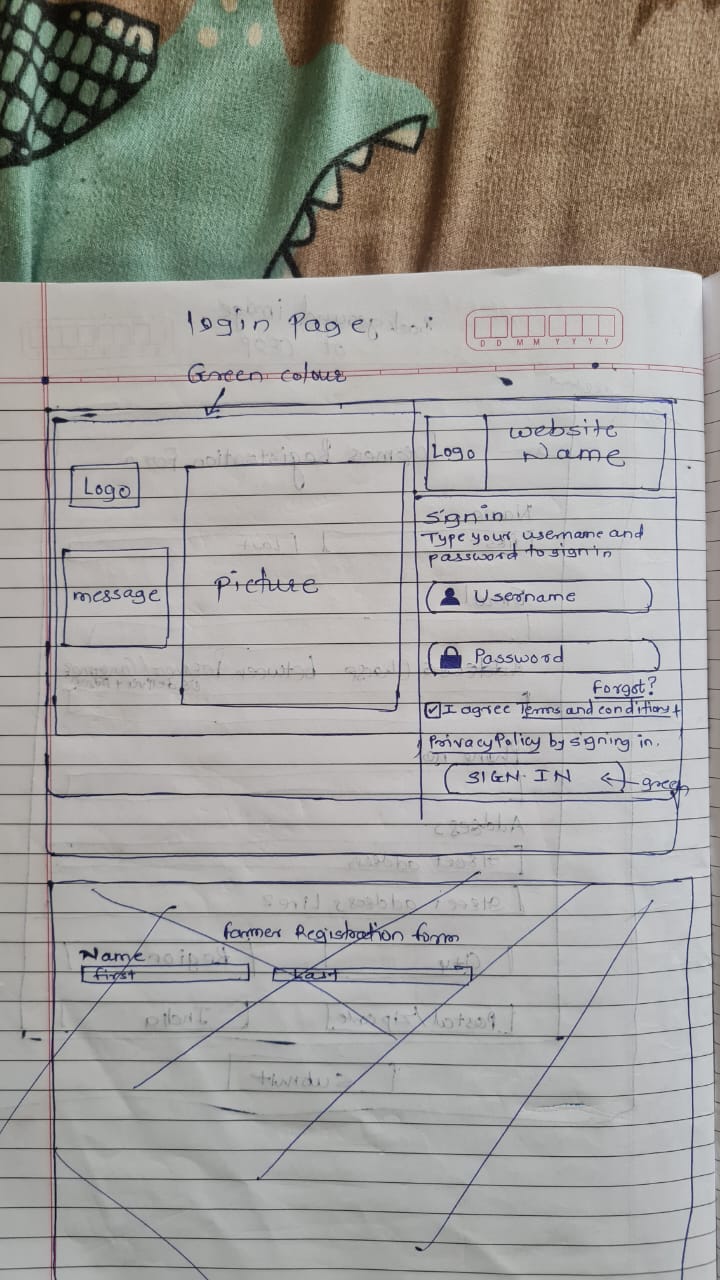 login Page:
D D M M Y Y Y Y
Green colour
Logo
message
Picture
Logo
website
Name
Sign in
Type your username and
password to sign in
Username
Password
Forgot?
I agree Terms and conditions +
Privacy Policy by signing in.
SIGN IN ← green
Farmer Registration form
Name
first
Last